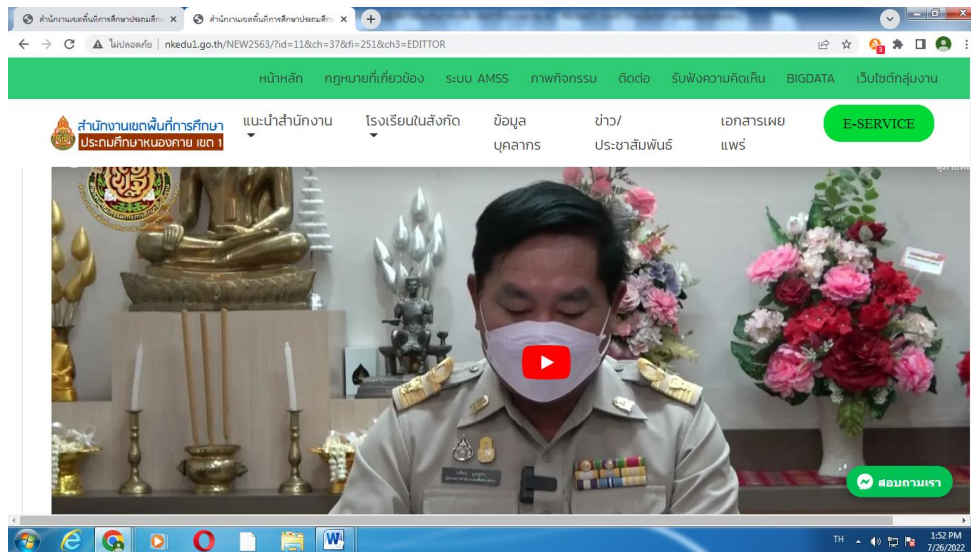 สำนักงานเขตพื้นที่การศึกษาประถมศึก
สำนักงานเขตพื้นที่การศึกษาประถมศึก
ไม่ปลอดภัย | nkedu1.go.th/NEW2563/?id=11&ch=37&fi=251&ch3=EDITTOR
หน้าหลัก กฎหมายที่เกี่ยวข้อง ระบบ AMSS ภาพกิจกรรม ติดต่อ รับฟังความคิดเห็น BIGDATA เว็บไซต์กลุ่มงาน
สำนักงานเขตพื้นที่การศึกษา
ประถมศึกษาหนองคาย เขต 1
แนะนำสำนักงาน
โรงเรียนในสังกัด
ข้อมูล
บุคลากร
ข่าว/
ประชาสัมพันธ์
เอกสารเผย
แพร่
E-SERVICE
สอบถามเรา
TH
1:52 PM
7/26/2022